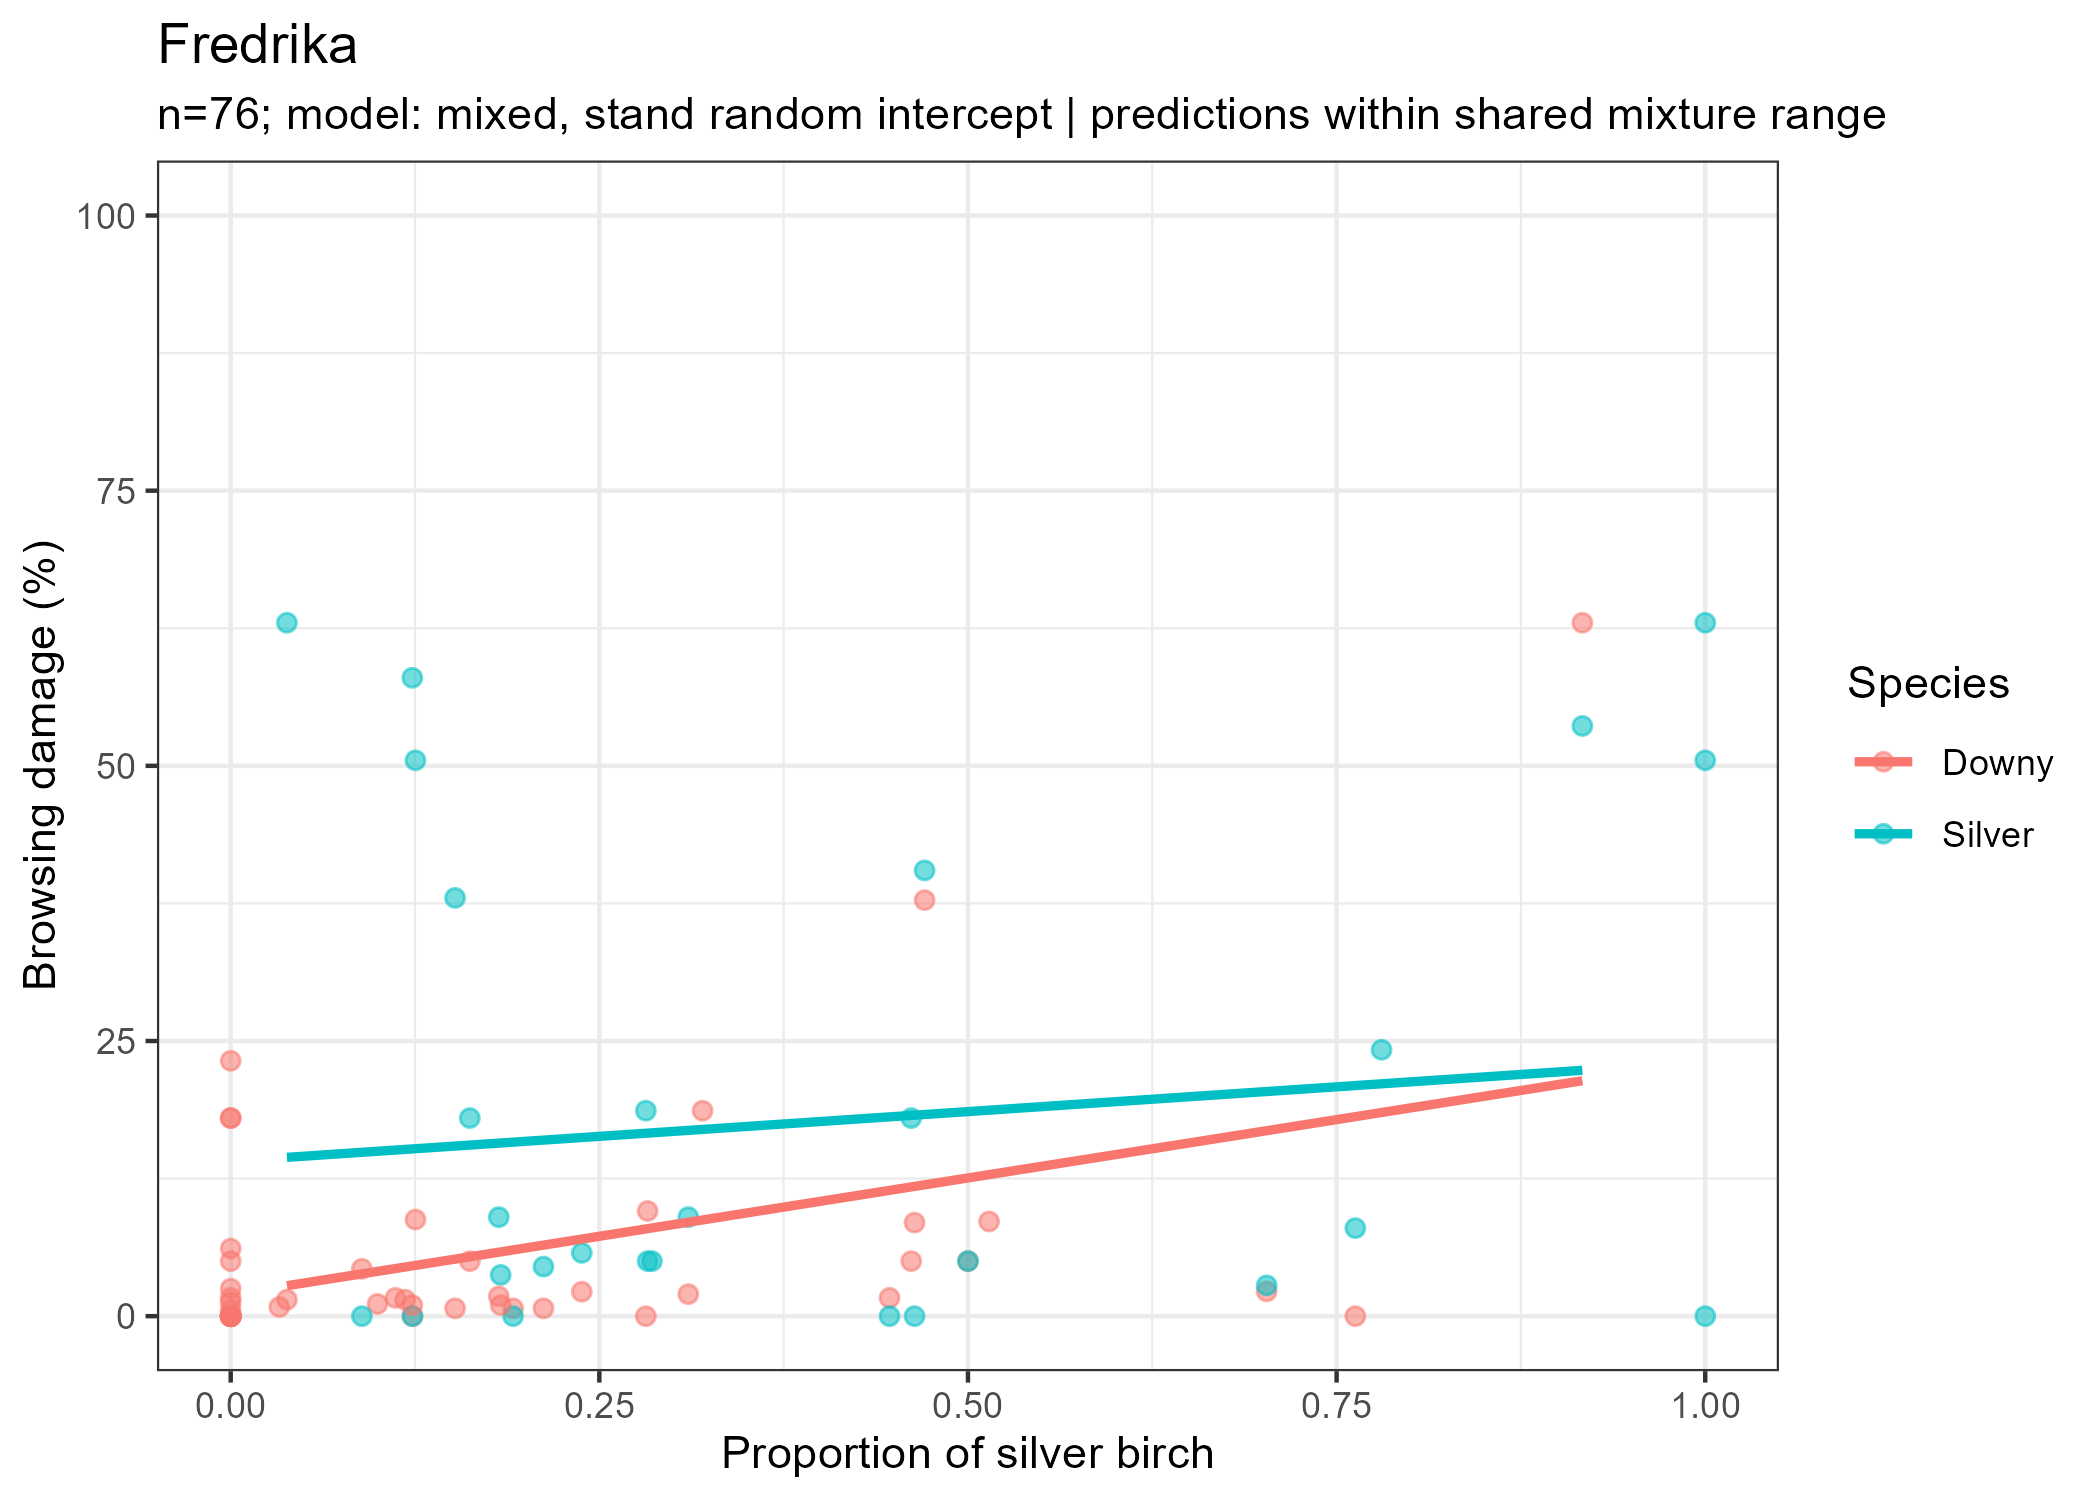 Fredrika
n=76; model: mixed, stand random intercept | predictions within shared mixture range
100
75
50
25
0
Browsing damage (%)
0.00
0.25
0.50
0.75
1.00
Proportion of silver birch
Species
Downy
Silver